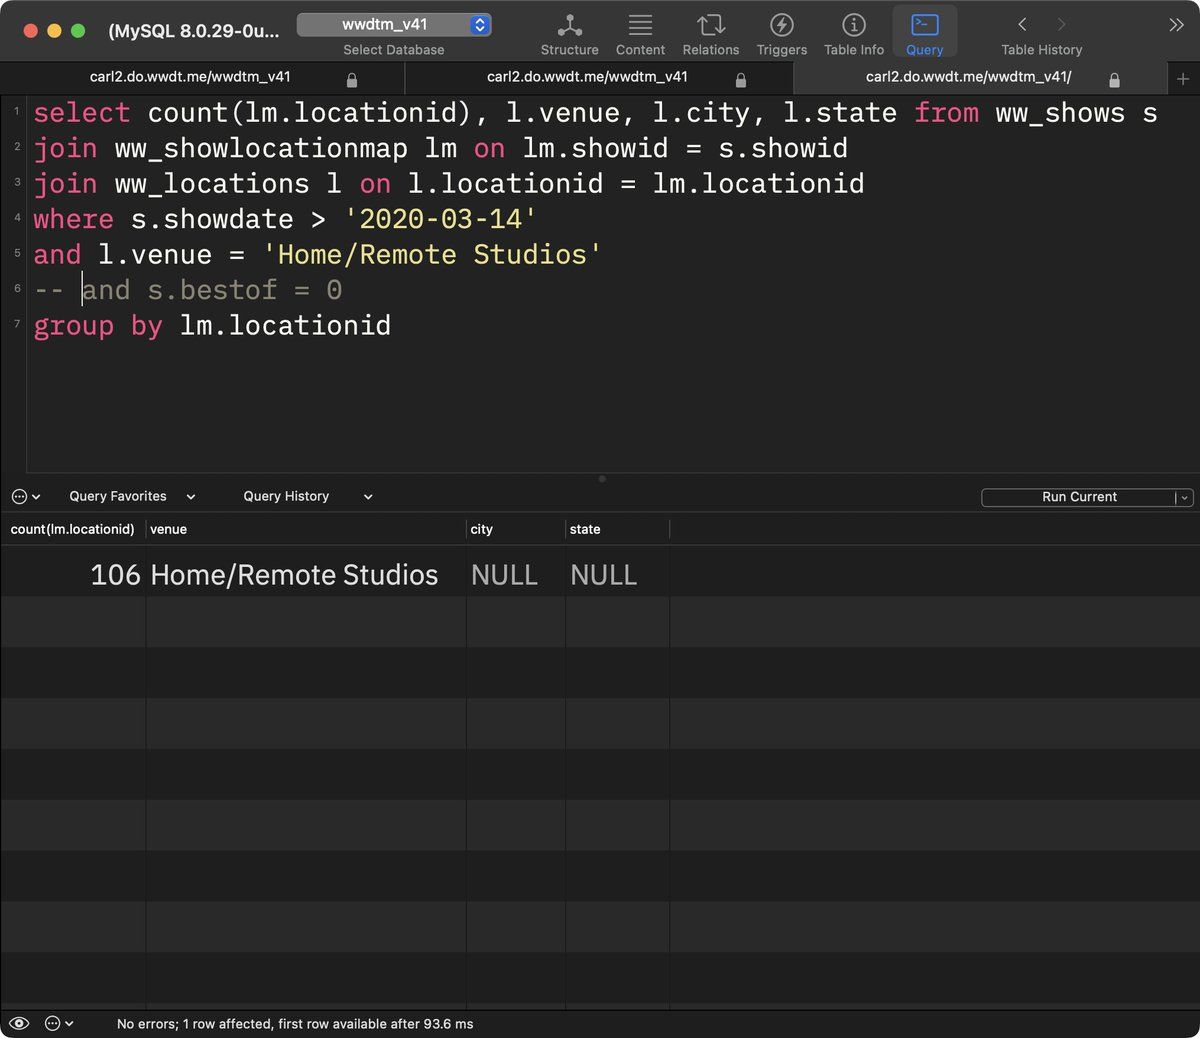 (MySQL 8.0.29-0u...
wwdtm_v41
Select Database
Structure
Content
Relations
Triggers
Table Info
Query
Table History
carl2.do.wwdt.me/wwdtm_v41
carl2.do.wwdt.me/wwdtm_v41
carl2.do.wwdt.me/wwdtm_v41/
1 select count(lm.locationid), l.venue, l.city, l.state from ww_shows s
2 join ww_showlocationmap lm on lm.showid = s.showid
3 join ww_locations l on l.locationid = lm.locationid
4 where s.showdate > '2020-03-14'
5 and l.venue = 'Home/Remote Studios'
6 -- and s.bestof = 0
7 group by lm.locationid
Query Favorites
Query History
Run Current
count(lm.locationid) venue city state
106 Home/Remote Studios NULL NULL
No errors; 1 row affected, first row available after 93.6 ms